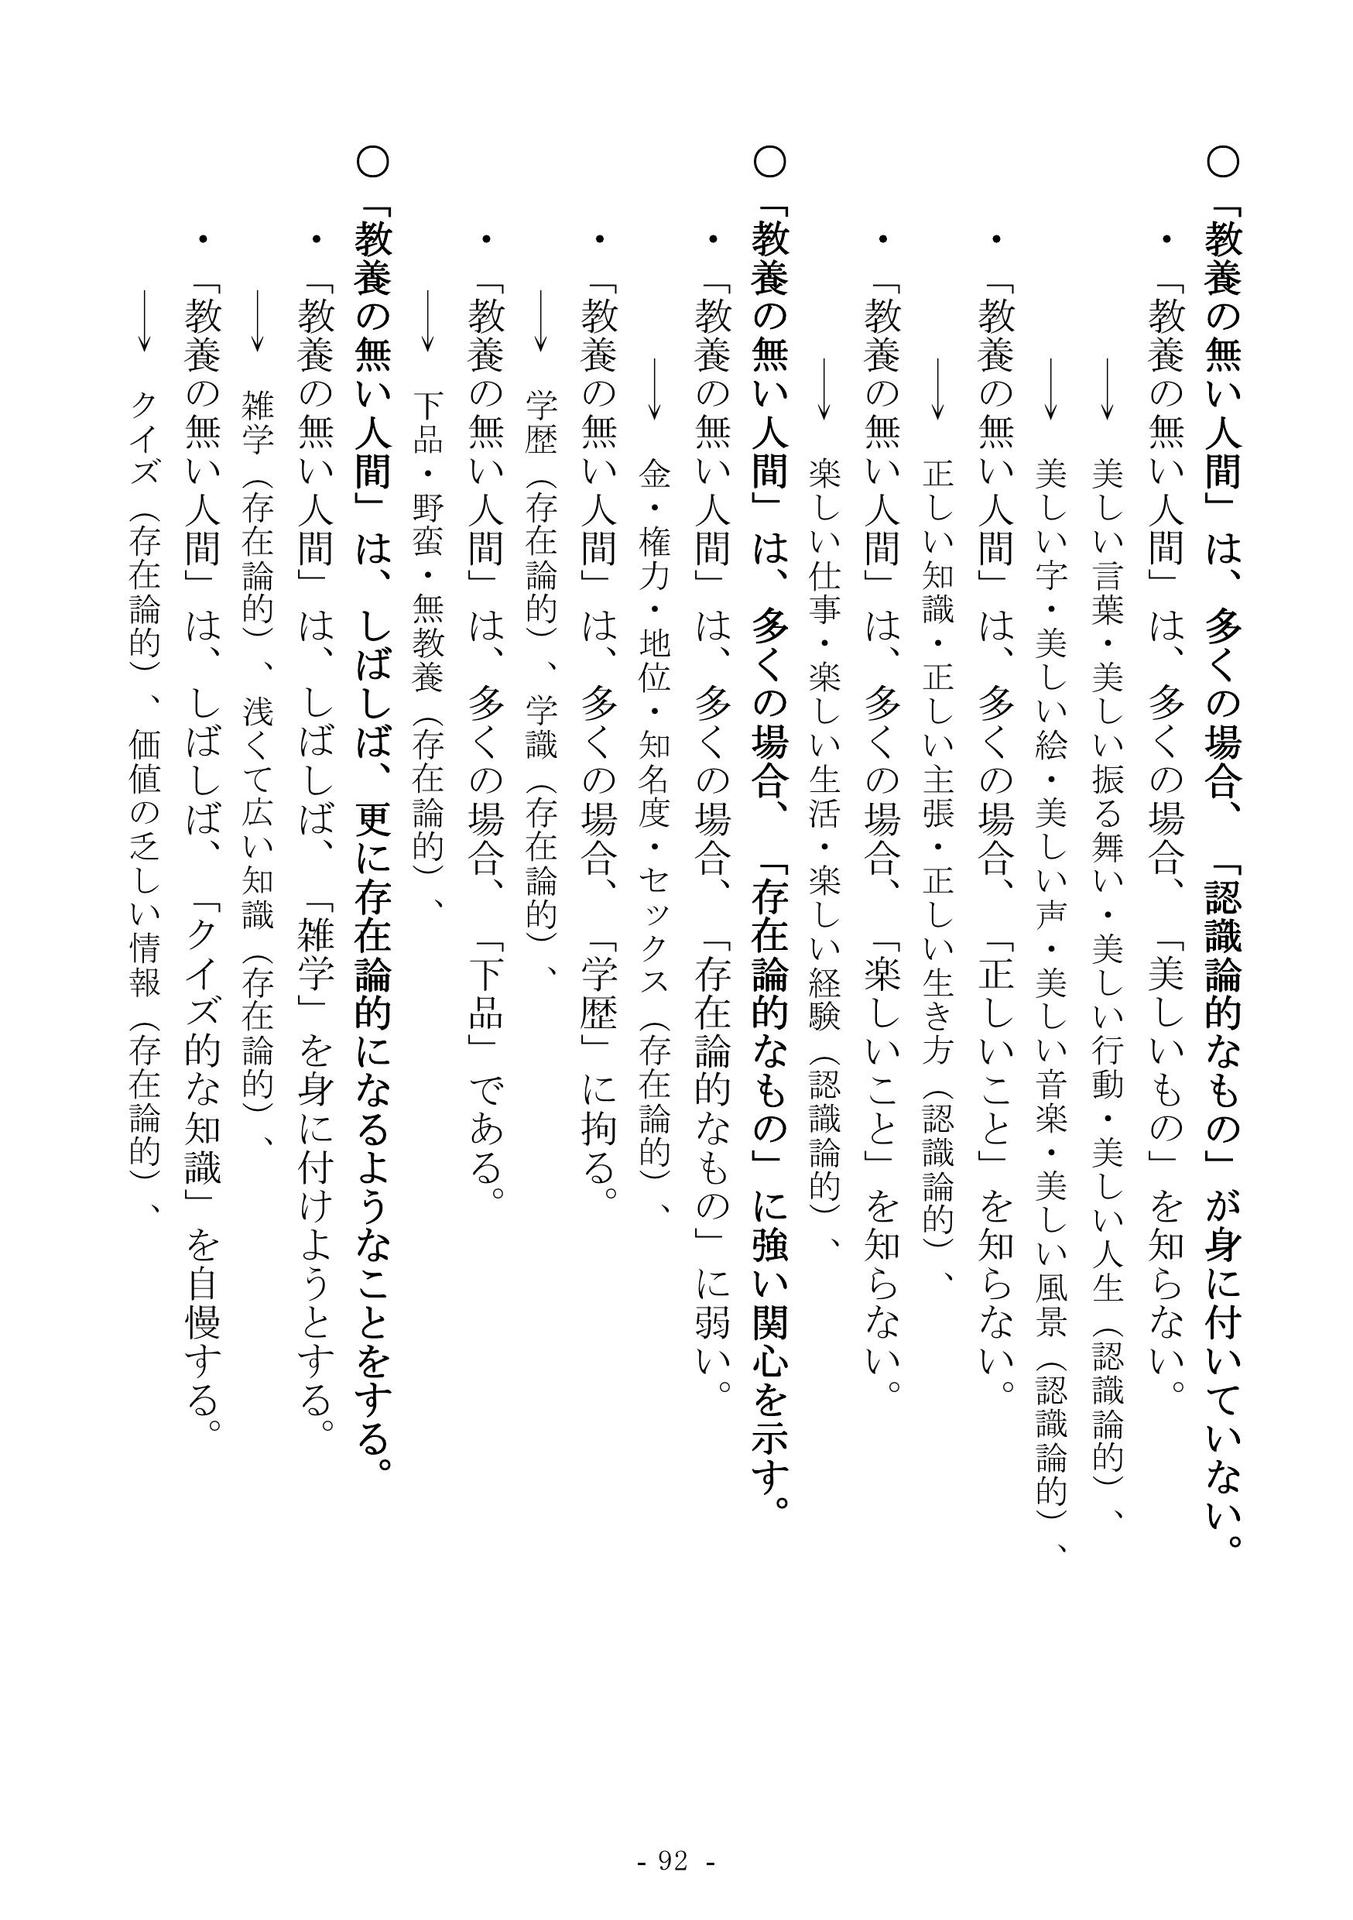 ○「教養の無い人間」は、多くの場合、「認識論的なもの」が身に付いていない。
・「教養の無い人間」は、多くの場合、「美しいもの」を知らない。
→ 美しい言葉・美しい振る舞い・美しい行動・美しい人生（認識論的）、
→ 美しい字・美しい絵・美しい声・美しい音楽・美しい風景（認識論的）、
・「教養の無い人間」は、多くの場合、「正しいこと」を知らない。
→ 正しい知識・正しい主張・正しい生き方（認識論的）、
・「教養の無い人間」は、多くの場合、「楽しいこと」を知らない。
→ 楽しい仕事・楽しい生活・楽しい経験（認識論的）、
○「教養の無い人間」は、多くの場合、「存在論的なもの」に強い関心を示す。
・「教養の無い人間」は、多くの場合、「存在論的なもの」に弱い。
→ 金・権力・地位・知名度・セックス（存在論的）、
・「教養の無い人間」は、多くの場合、「学歴」に拘る。
→ 学歴（存在論的）、学識（存在論的）、
・「教養の無い人間」は、多くの場合、「下品」である。
→ 下品・野蛮・無教養（存在論的）、
○「教養の無い人間」は、しばしば、更に存在論的になるようなことをする。
・「教養の無い人間」は、しばしば、「雑学」を身に付けようとする。
→ 雑学（存在論的）、浅くて広い知識（存在論的）、
・「教養の無い人間」は、しばしば、「クイズ的な知識」を自慢する。
→ クイズ（存在論的）、価値の乏しい情報（存在論的）、
- 92 -